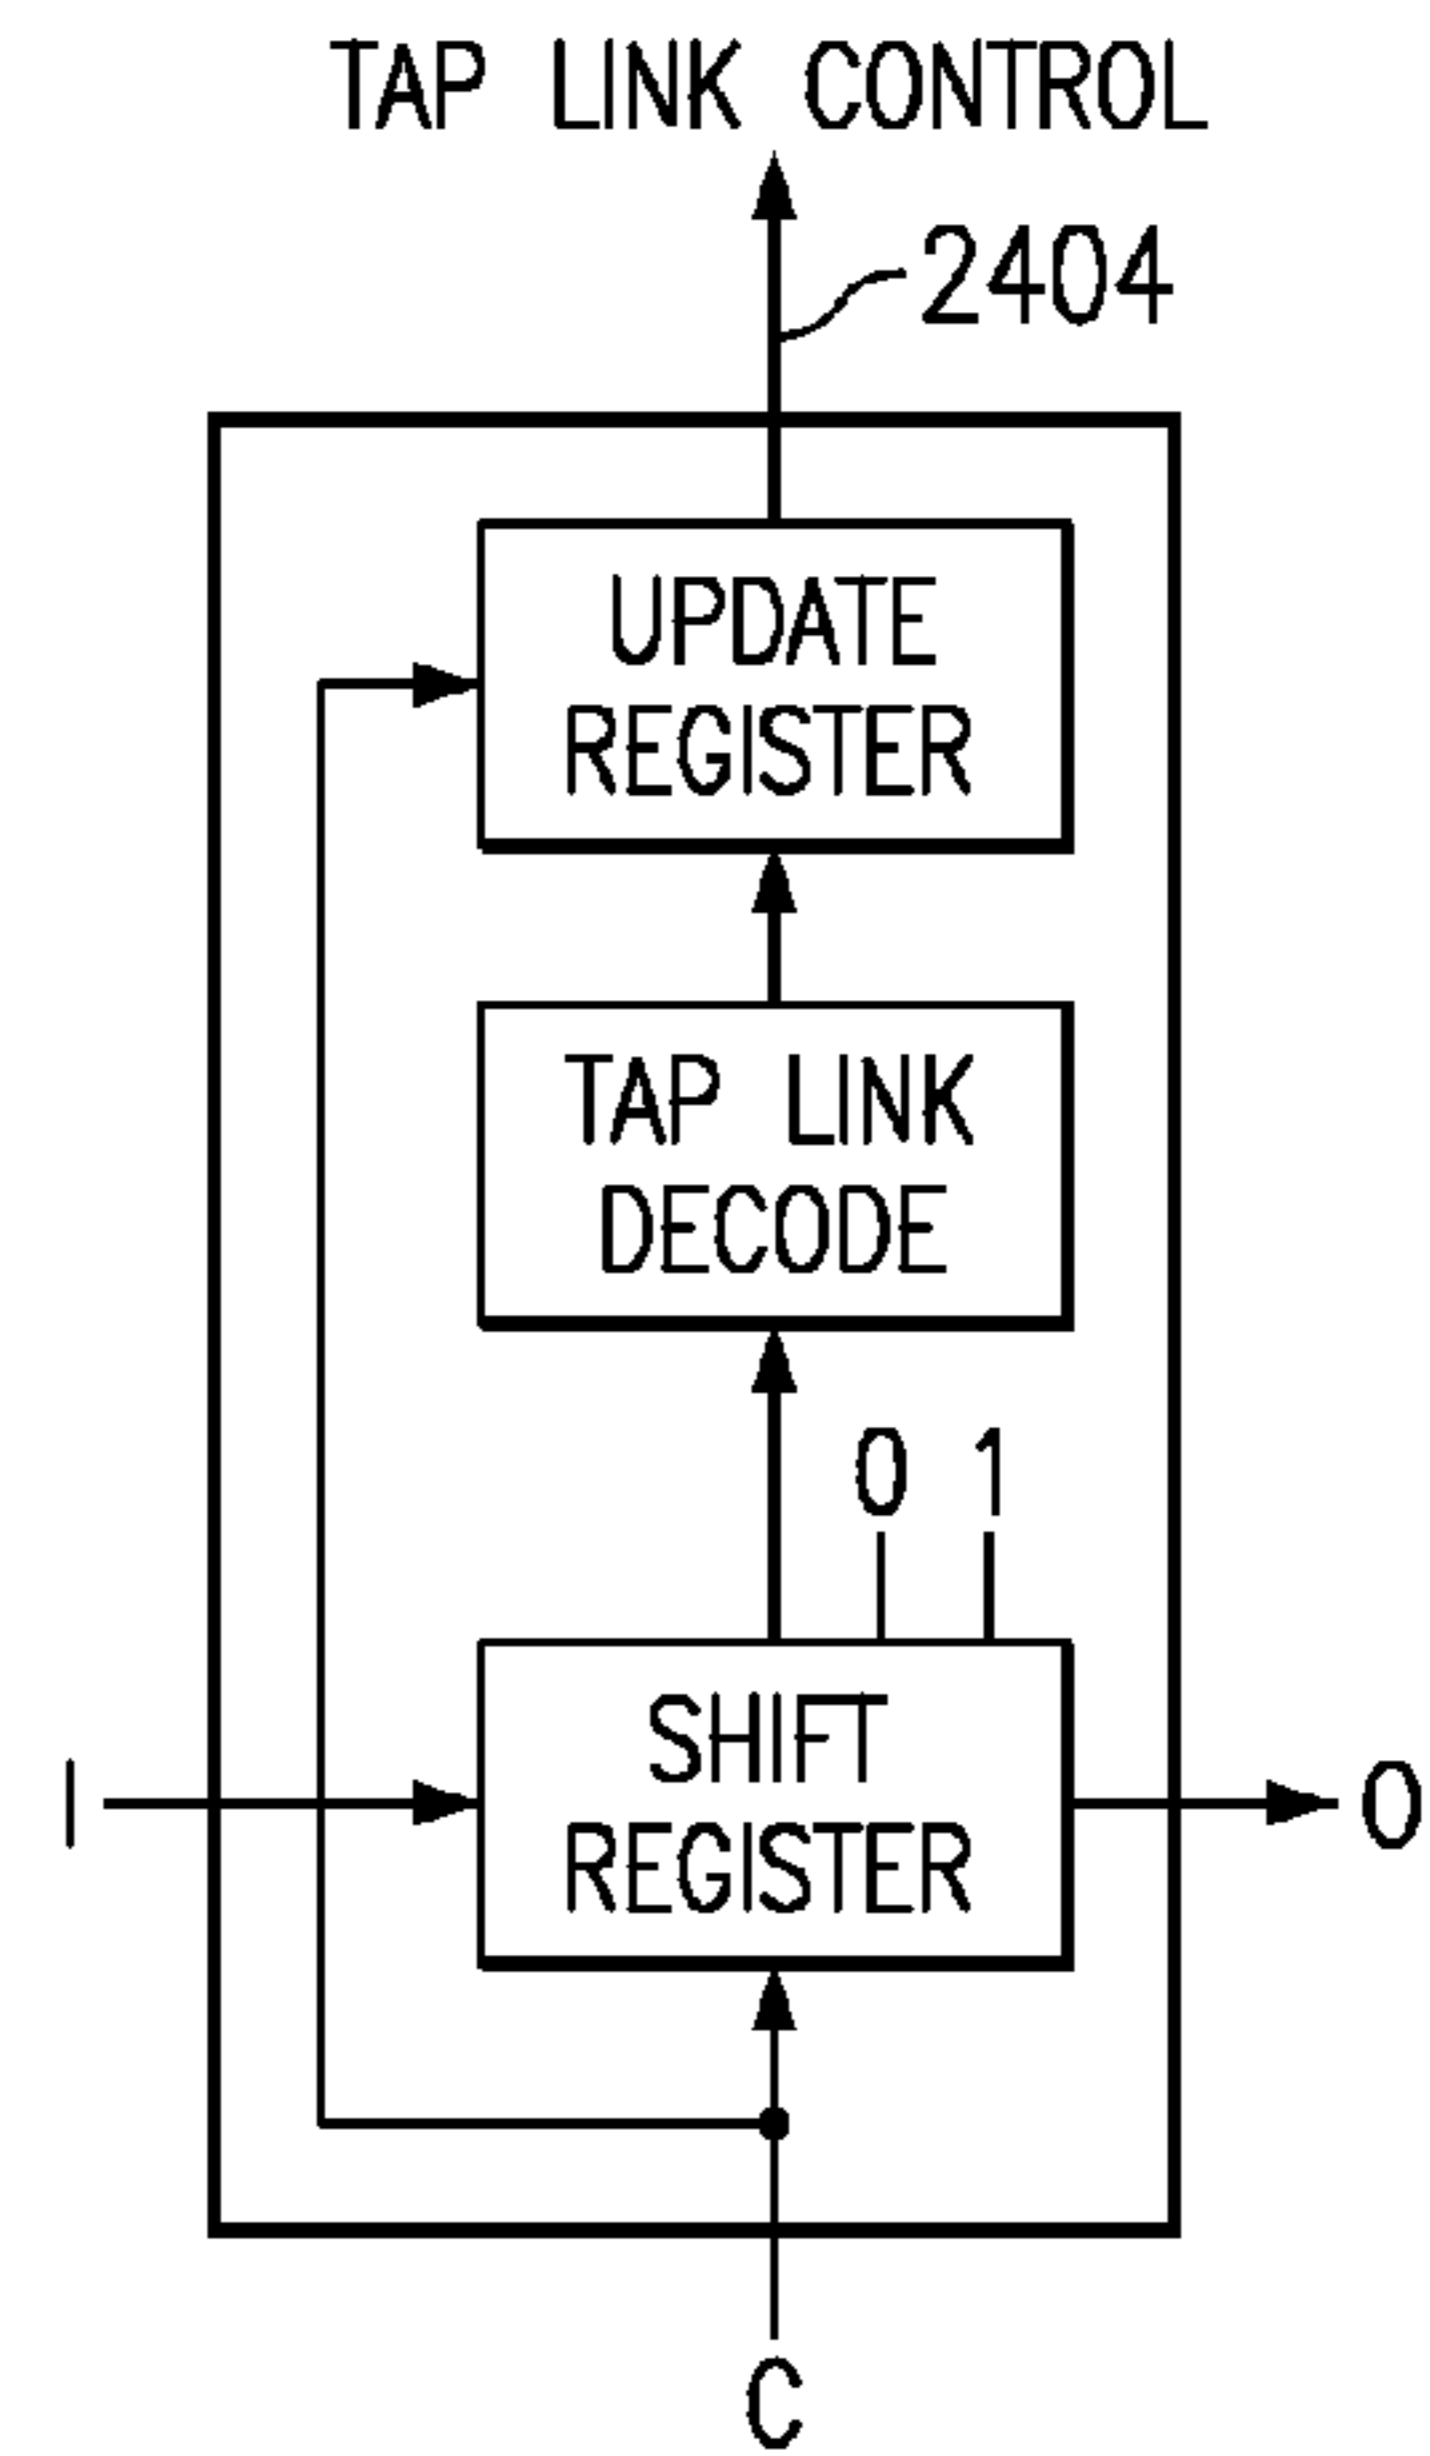 TAP LINK CONTROL
2404
UPDATE
REGISTER
TAP LINK
DECODE
0 1
SHIFT
REGISTER
I
O
C